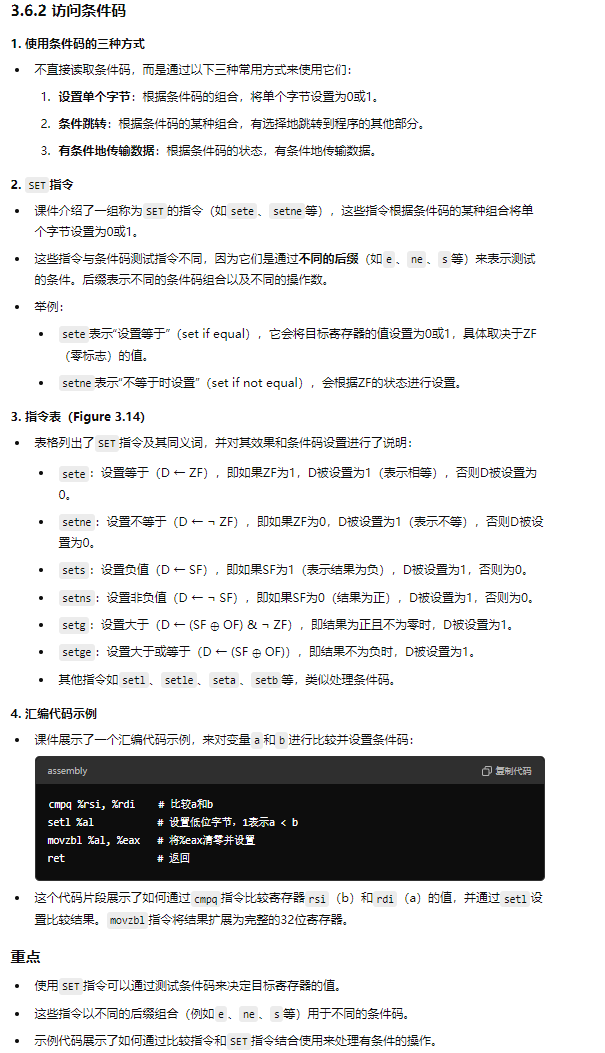 3.6.2 访问条件码
1. 使用条件码的三种方式
• 不直接读取条件码，而是通过以下三种常用方式来使用它们：
1. 设置单个字节：根据条件码的组合，将单个字节设置为0或1。
2. 条件跳转：根据条件码的某种组合，有选择地跳转到程序的其他部分。
3. 有条件地传输数据：根据条件码的状态，有条件地传输数据。
2. SET 指令
• 课件介绍了一组称为 SET 的指令（如 sete、setne 等），这些指令根据条件码的某种组合将单
个字节设置为0或1。
• 这些指令与条件码测试指令不同，因为它们是通过不同的后缀（如 e、ne、s 等）来表示测试
的条件。后缀表示不同的条件码组合以及不同的操作数。
• 举例：
• sete 表示“设置等于”（set if equal），它会将目标寄存器的值设置为0或1，具体取决于ZF
（零标志）的值。
• setne 表示“不等于时设置”（set if not equal），会根据ZF的状态进行设置。
3. 指令表（Figure 3.14）
• 表格列出了 SET 指令及其同义词，并对其效果和条件码设置进行了说明：
• sete：设置等于（D ← ZF），即如果ZF为1，D被设置为1（表示相等），否则D被设置为
0。
• setne：设置不等于（D ← ¬ ZF），即如果ZF为0，D被设置为1（表示不等），否则D被设
置为0。
• sets：设置负值（D ← SF），即如果SF为1（表示结果为负），D被设置为1，否则为0。
• setns：设置非负值（D ← ¬ SF），即如果SF为0（结果为正），D被设置为1，否则为0。
• setg：设置大于（D ← (SF ⊕ OF) & ¬ ZF），即结果为正且不为零时，D被设置为1。
• setge：设置大于或等于（D ← (SF ⊕ OF)），即结果不为负时，D被设置为1。
• 其他指令如 setl、setle、seta、setb 等，类似处理条件码。
4. 汇编代码示例
• 课件展示了一个汇编代码示例，来对变量 a 和 b 进行比较并设置条件码：
assembly 复制代码
cmpq %rsi, %rdi # 比较a和b
setl %al # 设置低位字节，1表示a < b
movzbl %al, %eax # 将%eax清零并设置
ret # 返回
• 这个代码片段展示了如何通过 cmpq 指令比较寄存器 rsi（b）和 rdi（a）的值，并通过 setl 设
置比较结果。movzbl 指令将结果扩展为完整的32位寄存器。
重点
• 使用 SET 指令可以通过测试条件码来决定目标寄存器的值。
• 这些指令以不同的后缀组合（例如 e、ne、s 等）用于不同的条件码。
• 示例代码展示了如何通过比较指令和 SET 指令结合使用来处理有条件的操作。